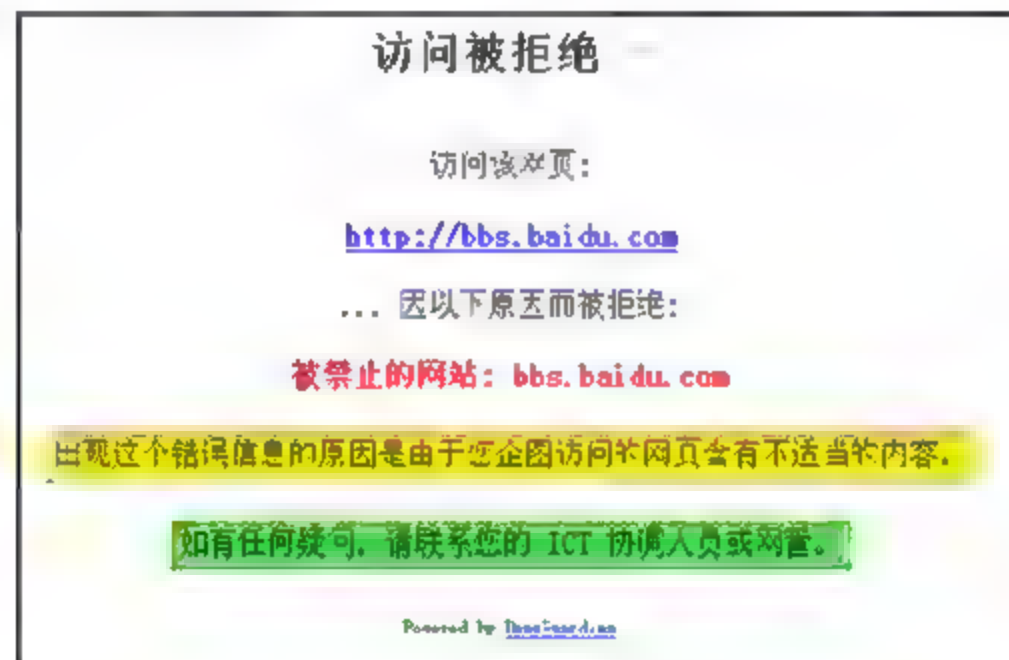 访问被拒绝
访问该网页:
http://bbs.baidu.com
... 因以下原因而被拒绝:
被禁止的网站: bbs.baidu.com
出现这个错误信息的原因是由于您企图访问的网页含有不适当的内容.
如有任何疑问, 请联系您的 ICT 协调人员或网管。
Powered by